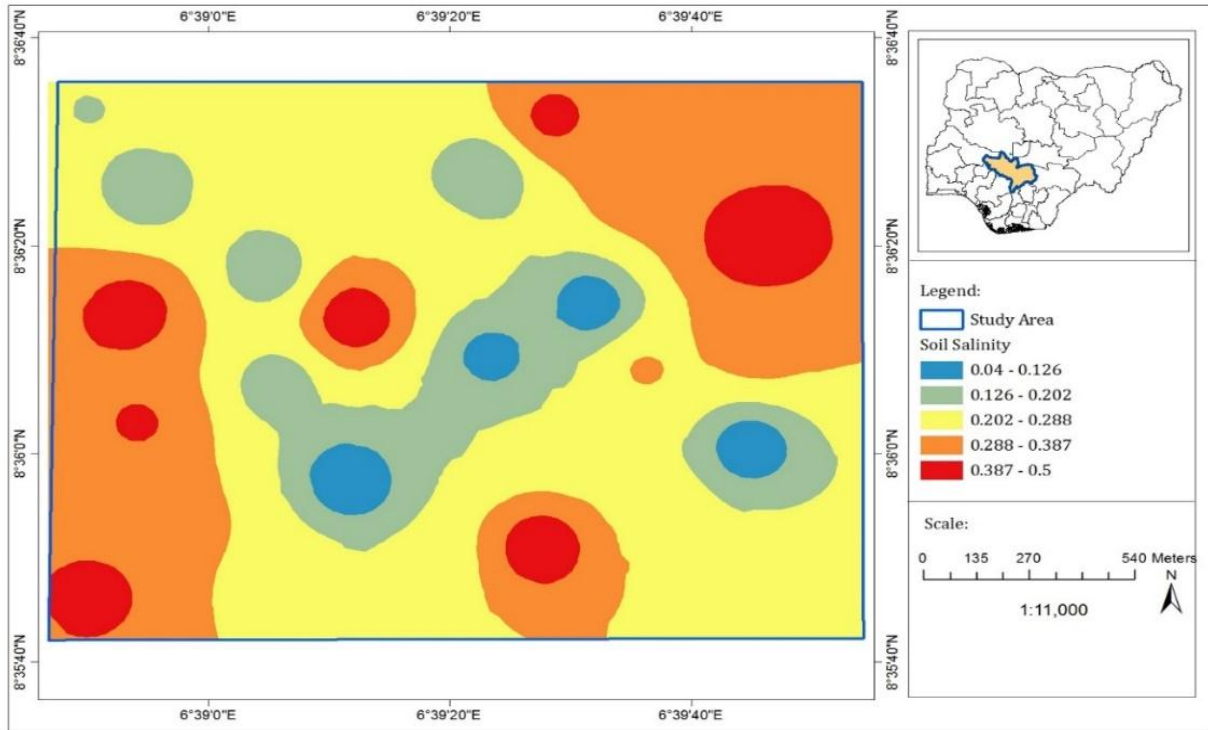 6°39'0"E 6°39'20"E 6°39'40"E
8°36'40"N 8°36'40"N
8°36'20"N 8°36'20"N
8°36'0"N 8°36'0"N
8°35'40"N 8°35'40"N
6°39'0"E 6°39'20"E 6°39'40"E
Legend:
Study Area
Soil Salinity
0.04 - 0.126
0.126 - 0.202
0.202 - 0.288
0.288 - 0.387
0.387 - 0.5
Scale:
0 135 270 540 Meters
N
1:11,000